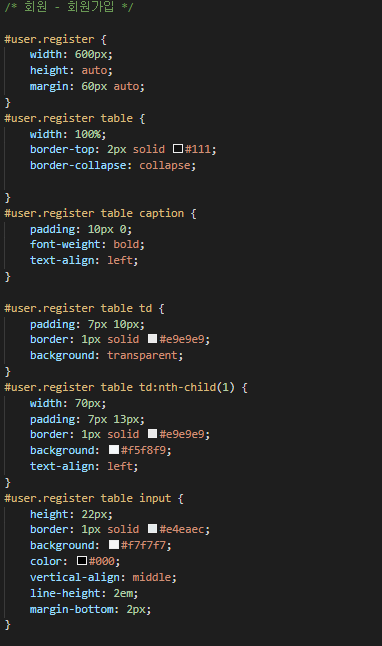 /* 회원 - 회원가입 */
#user.register {
width: 600px;
height: auto;
margin: 60px auto;
}
#user.register table {
width: 100%;
border-top: 2px solid #111;
border-collapse: collapse;
}
#user.register table caption {
padding: 10px 0;
font-weight: bold;
text-align: left;
}
#user.register table td {
padding: 7px 10px;
border: 1px solid #e9e9e9;
background: transparent;
}
#user.register table td:nth-child(1) {
width: 70px;
padding: 7px 13px;
border: 1px solid #e9e9e9;
background: #f5f8f9;
text-align: left;
}
#user.register table input {
height: 22px;
border: 1px solid #e4eaec;
background: #f7f7f7;
color: #000;
vertical-align: middle;
line-height: 2em;
margin-bottom: 2px;
}